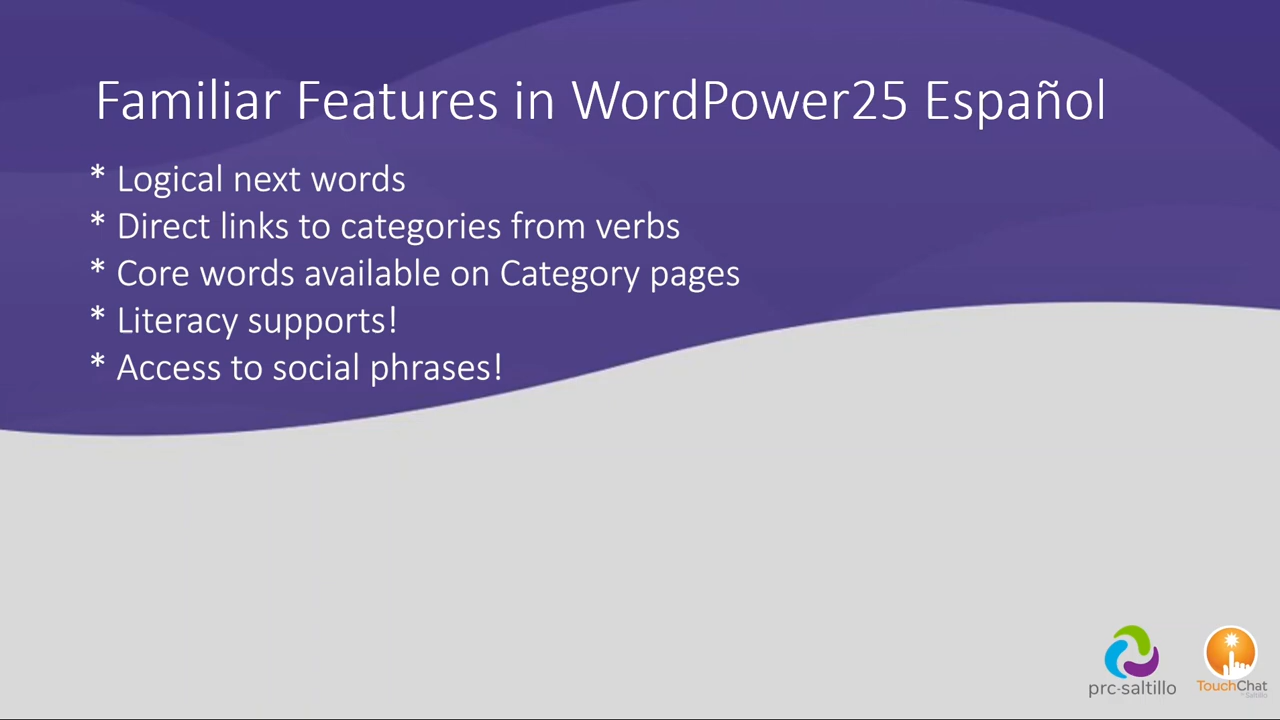 Familiar Features in WordPower25 Español
* Logical next words
* Direct links to categories from verbs
* Core words available on Category pages
* Literacy supports!
* Access to social phrases!
prc-saltillo
TouchChat
Saltillo